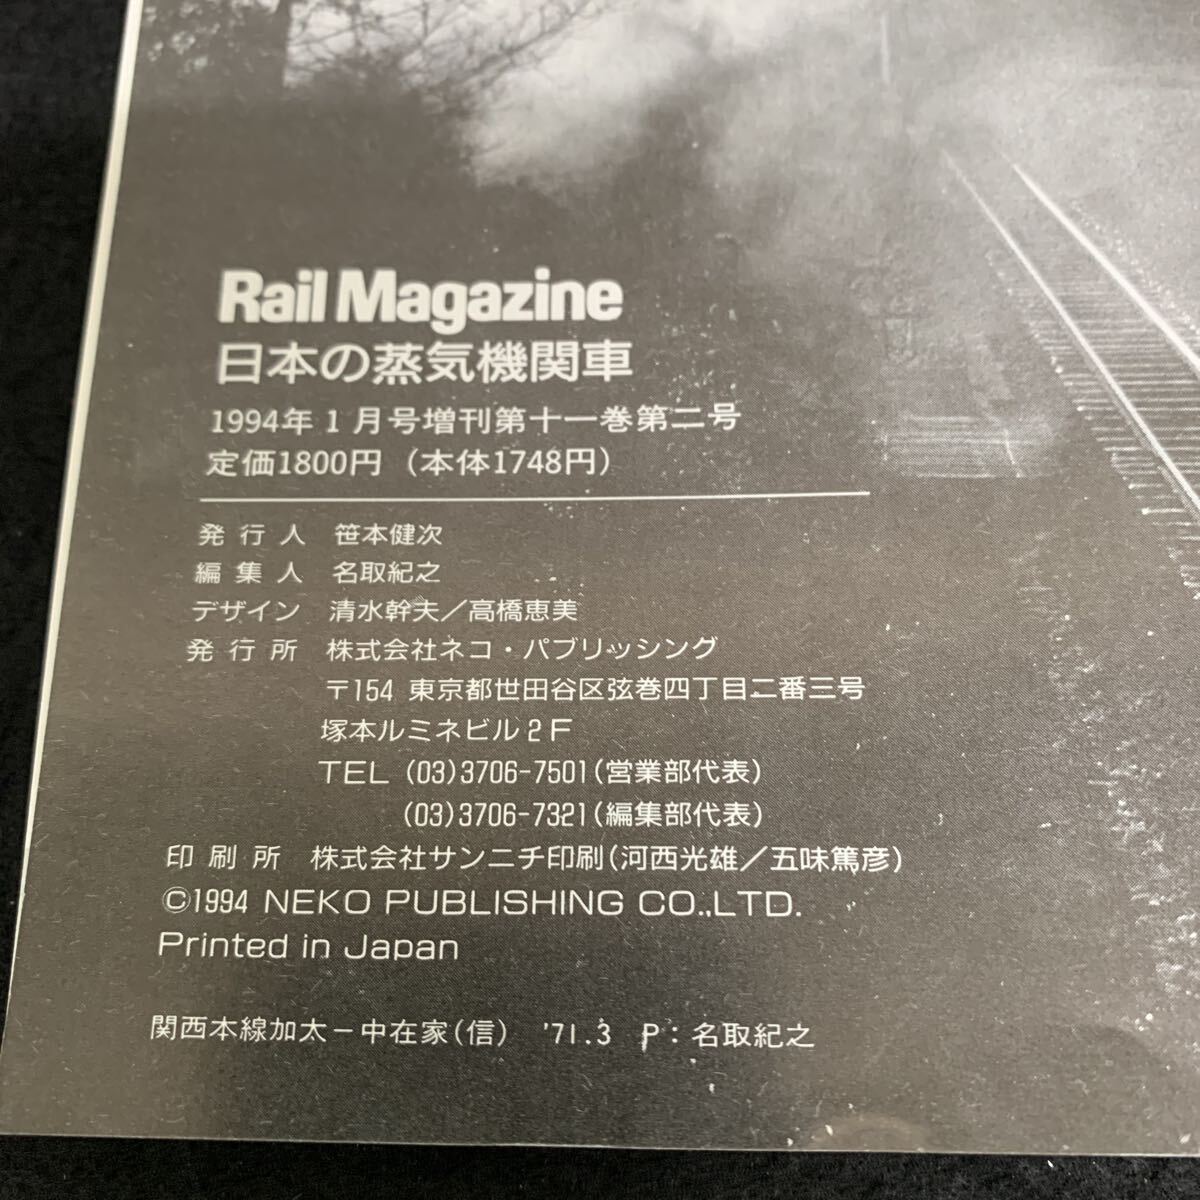 Rail Magazine
日本の蒸気機関車
1994年1月号増刊第十一巻第二号
定価1800円（本体1748円）
発行人 笹本健次
編集人 名取紀之
デザイン 清水幹夫／高橋恵美
発行所 株式会社ネコ・パブリッシング
〒154 東京都世田谷区弦巻四丁目二番三号
塚本ルミネビル2F
TEL (03)3706-7501(営業部代表)
(03)3706-7321(編集部代表)
印刷所 株式会社サンニチ印刷(河西光雄／五味篤彦)
©1994 NEKO PUBLISHING CO.,LTD.
Printed in Japan
関西本線加太－中在家(信) '71.3 P：名取紀之